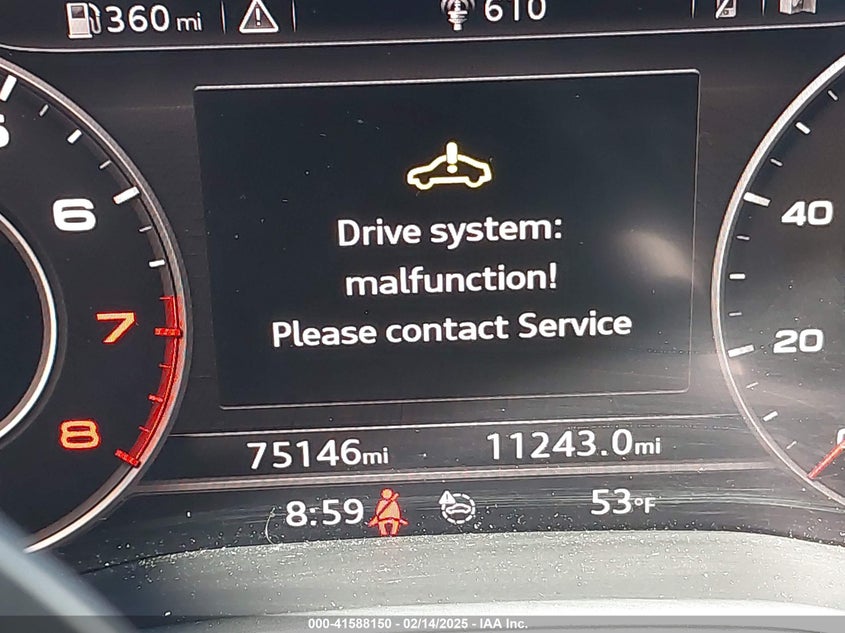 360 mi
610
6
7
8
40
20
Drive system:
malfunction!
Please contact Service
75146mi
11243.0mi
8:59
53°F
000-41588150 - 02/14/2025 - IAA Inc.